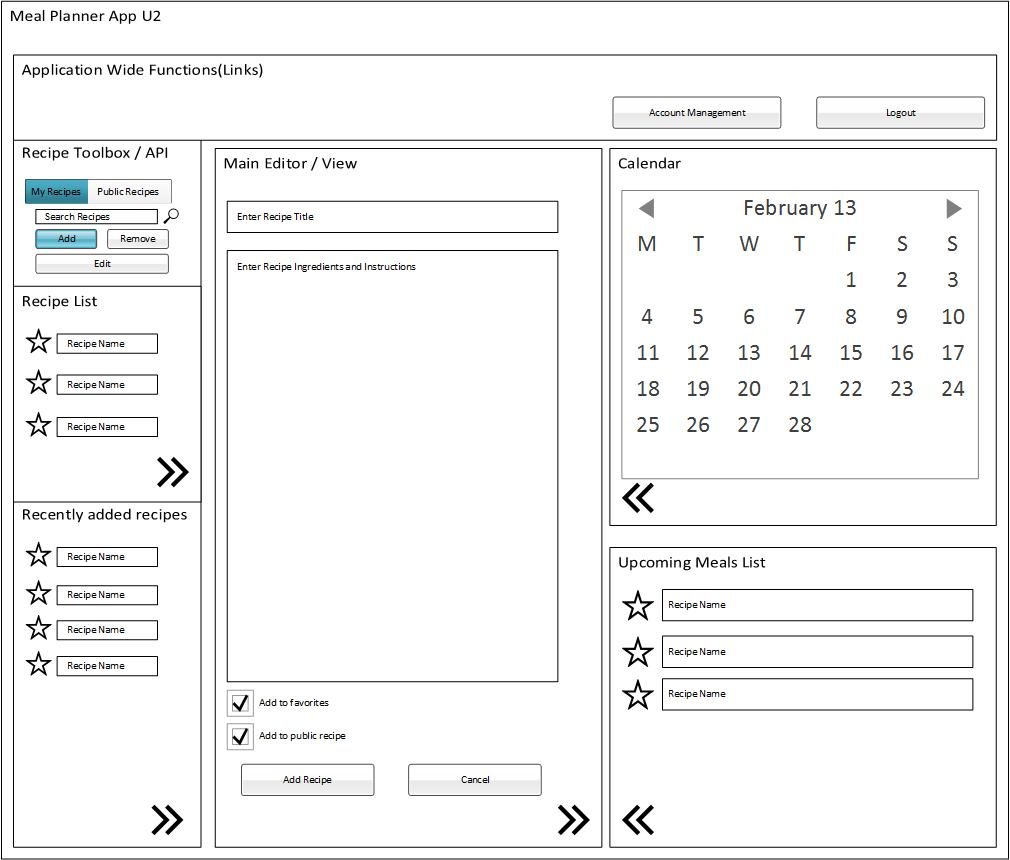 Meal Planner App U2
Application Wide Functions(Links)
Account Management
Logout
Recipe Toolbox / API
My Recipes
Public Recipes
Search Recipes
Add
Remove
Edit
Recipe List
Recipe Name
Recipe Name
Recipe Name
Recently added recipes
Recipe Name
Recipe Name
Recipe Name
Recipe Name
Main Editor / View
Enter Recipe Title
Enter Recipe Ingredients and Instructions
Add to favorites
Add to public recipe
Add Recipe
Cancel
Calendar
February 13
M T W T F S S
1 2 3
4 5 6 7 8 9 10
11 12 13 14 15 16 17
18 19 20 21 22 23 24
25 26 27 28
Upcoming Meals List
Recipe Name
Recipe Name
Recipe Name